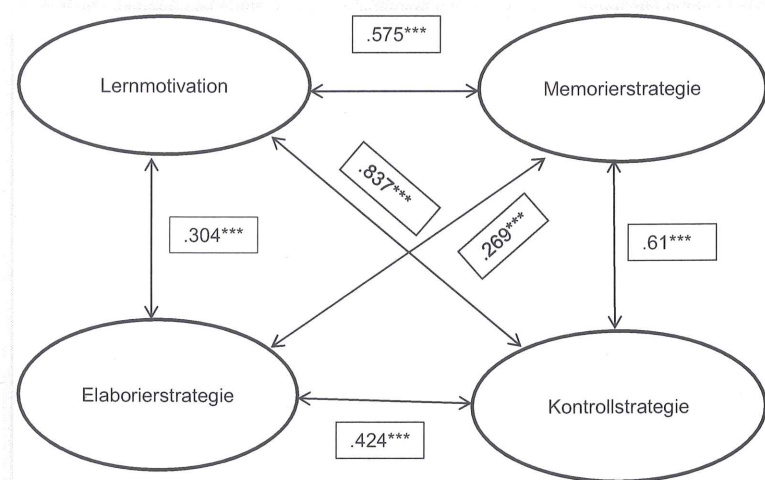 .575***
Lernmotivation
Memorierstrategie
.837***
.269***
.304***
.61***
Elaborierstrategie
Kontrollstrategie
.424***